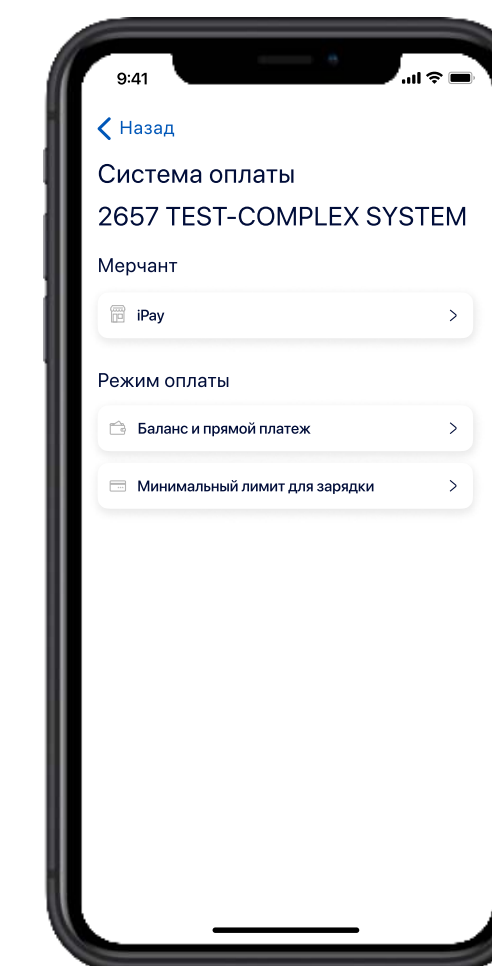 9:41
Назад
Система оплаты
2657 TEST-COMPLEX SYSTEM
Мерчант
iPay
Режим оплаты
Баланс и прямой платеж
Минимальный лимит для зарядки